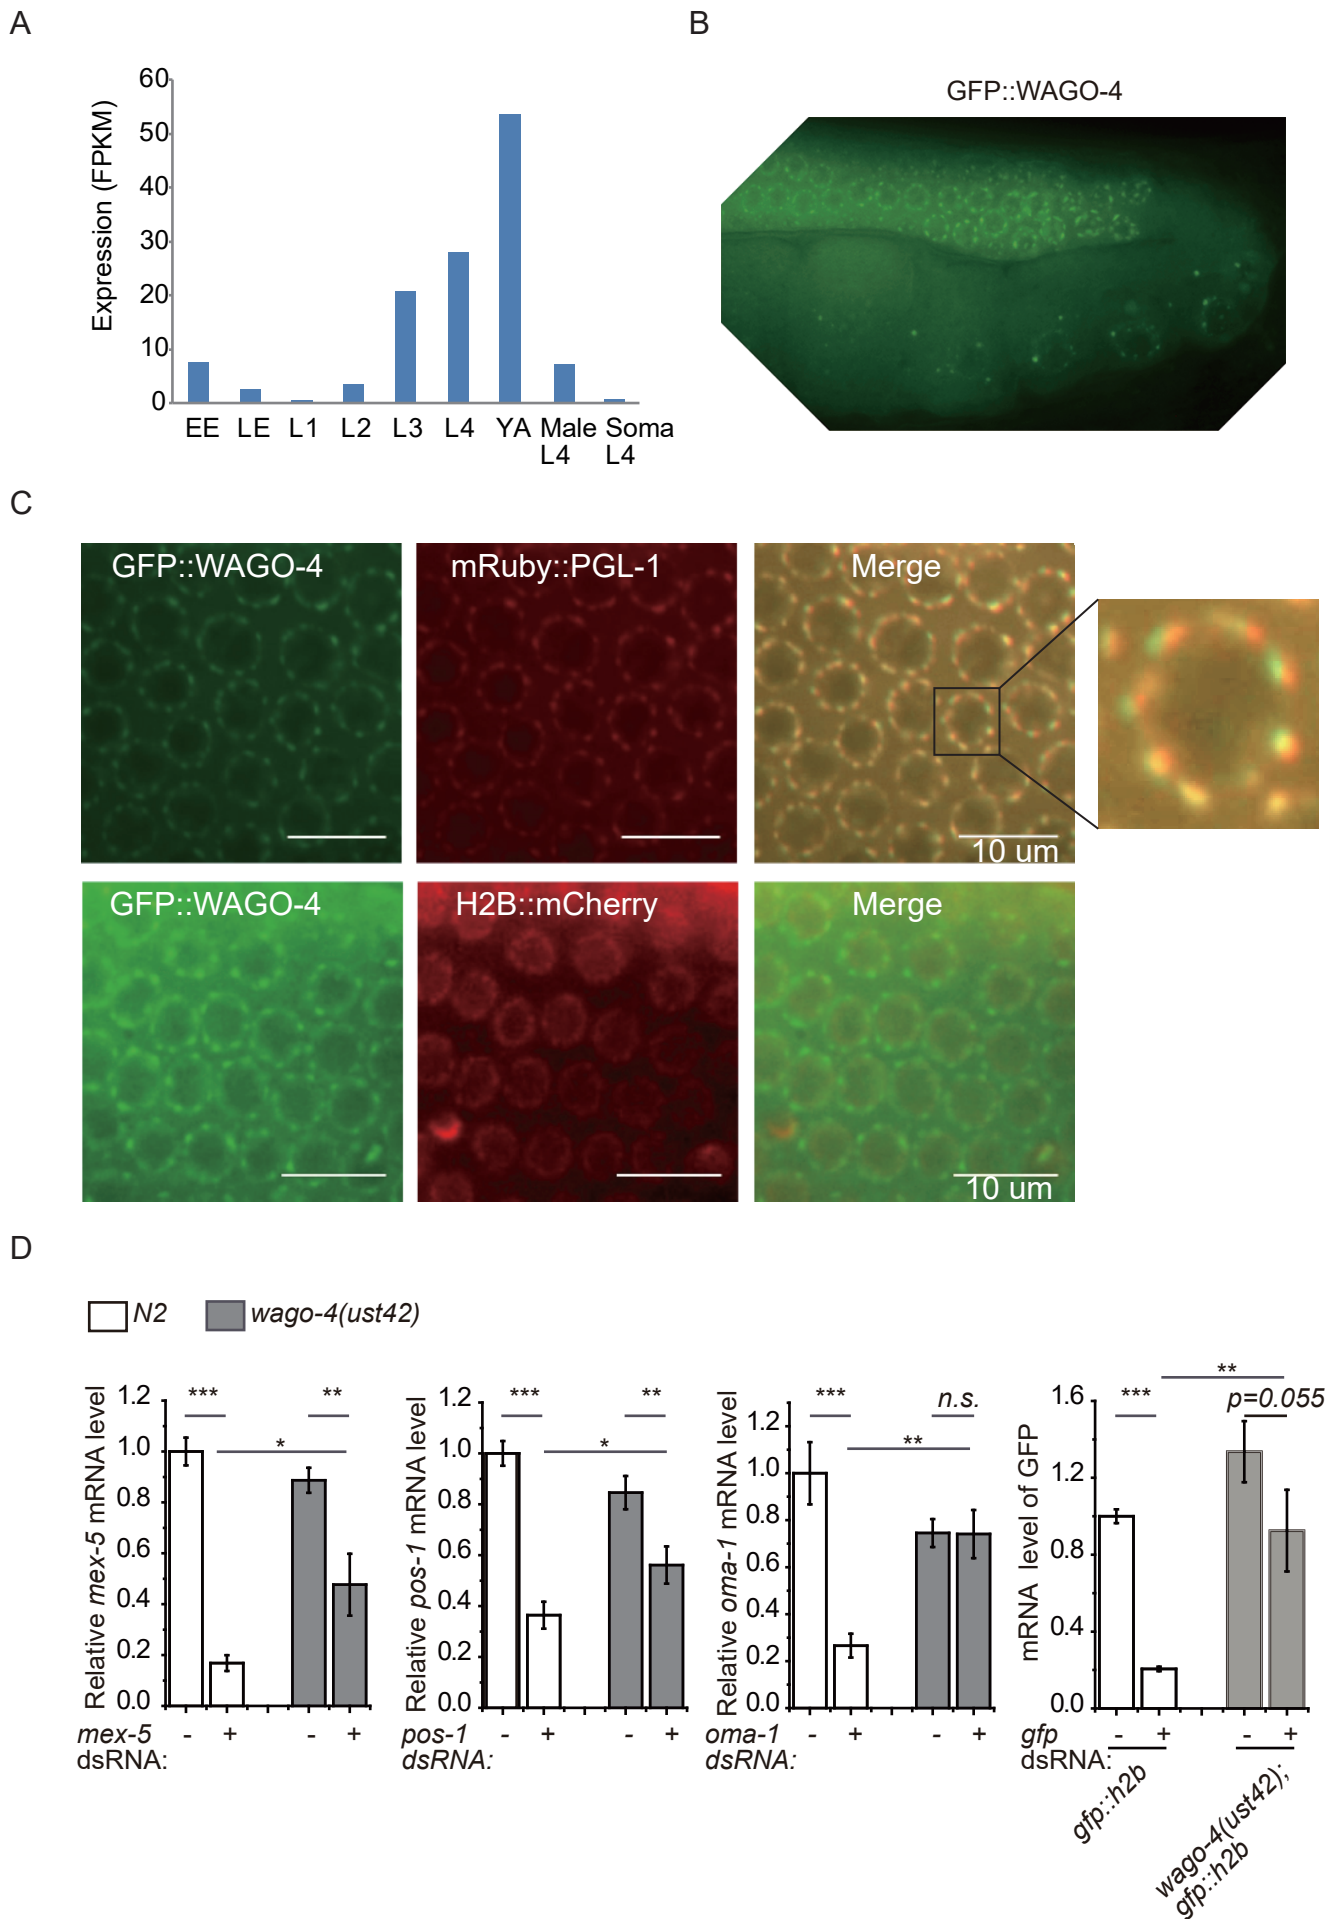 A
B
60
50
40
30
20
10
0
Expression (FPKM)
EE LE L1 L2 L3 L4 YA Male Soma
L4 L4
GFP::WAGO-4
C
GFP::WAGO-4
mRuby::PGL-1
Merge
10 um
GFP::WAGO-4
H2B::mCherry
Merge
10 um
D
N2
wago-4(ust42)
Relative mex-5 mRNA level
1.2
1.0
0.8
0.6
0.4
0.2
0.0
***
**
*
mex-5 - + - +
dsRNA:
Relative pos-1 mRNA level
1.2
1.0
0.8
0.6
0.4
0.2
0.0
***
**
*
pos-1 - + - +
dsRNA:
Relative oma-1 mRNA level
1.2
1.0
0.8
0.6
0.4
0.2
0.0
***
n.s.
**
oma-1 - + - +
dsRNA:
mRNA level of GFP
1.6
1.2
0.8
0.4
0.0
**
***
p=0.055
gfp - + - +
dsRNA:
gfp::h2b
wago-4(ust42);
gfp::h2b